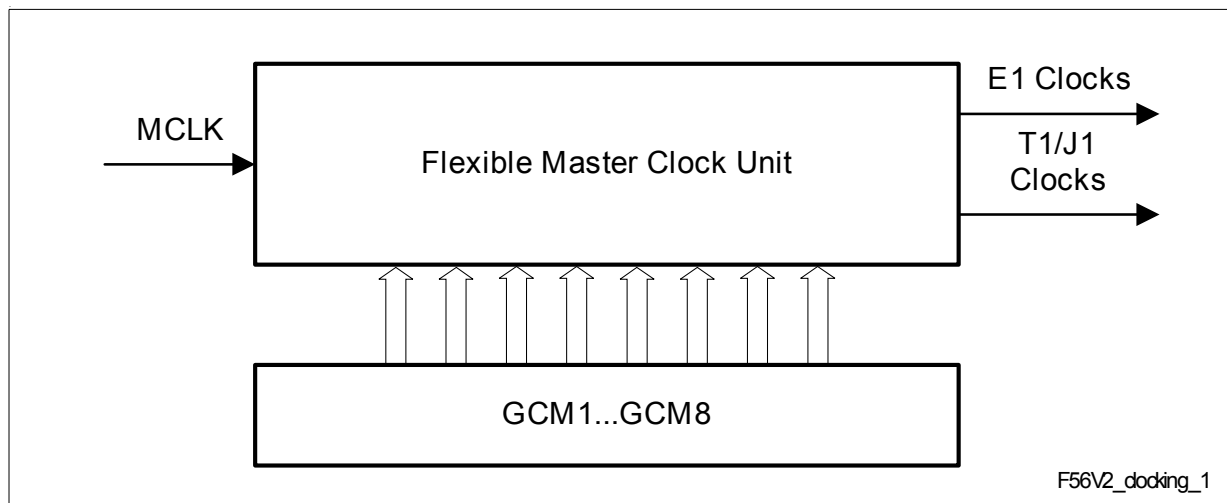 MCLK
Flexible Master Clock Unit
E1 Clocks
T1/J1
Clocks
GCM1...GCM8
F56V2_docking_1